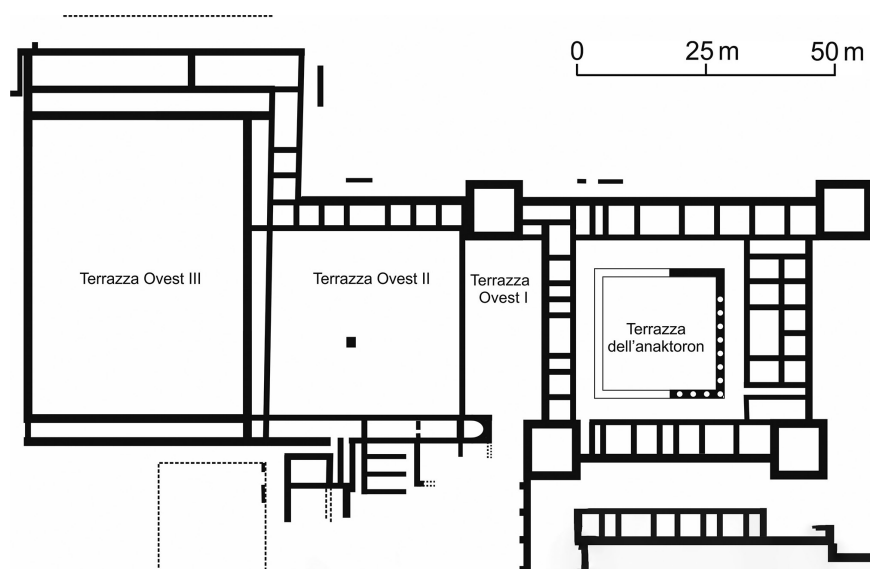 0 25 m 50 m
Terrazza Ovest III
Terrazza Ovest II
Terrazza
Ovest I
Terrazza
dell'anaktoron